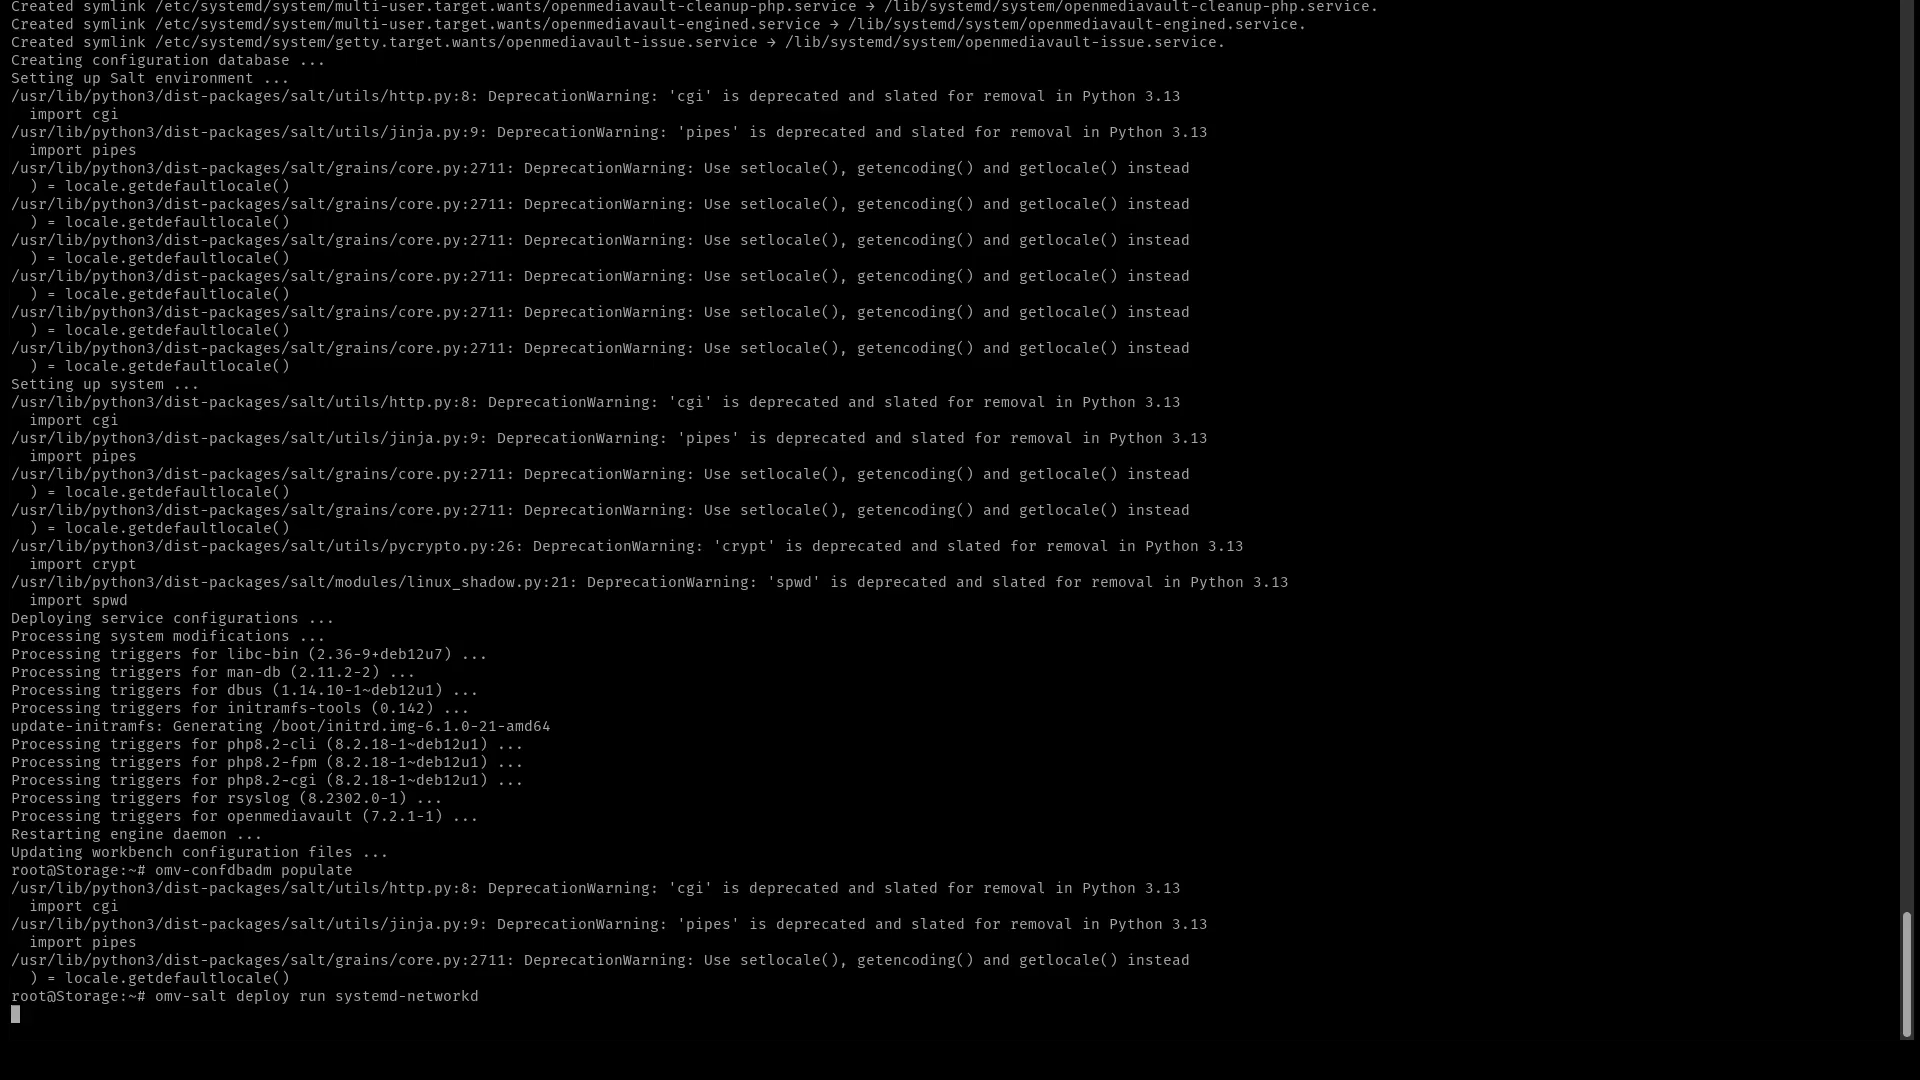 Created symlink /etc/systemd/system/multi-user.target.wants/openmediavault-cleanup-php.service → /lib/systemd/system/openmediavault-cleanup-php.service.
Created symlink /etc/systemd/system/multi-user.target.wants/openmediavault-engined.service → /lib/systemd/system/openmediavault-engined.service.
Created symlink /etc/systemd/system/getty.target.wants/openmediavault-issue.service → /lib/systemd/system/openmediavault-issue.service.
Creating configuration database ...
Setting up Salt environment ...
/usr/lib/python3/dist-packages/salt/utils/http.py:8: DeprecationWarning: 'cgi' is deprecated and slated for removal in Python 3.13
  import cgi
/usr/lib/python3/dist-packages/salt/utils/jinja.py:9: DeprecationWarning: 'pipes' is deprecated and slated for removal in Python 3.13
  import pipes
/usr/lib/python3/dist-packages/salt/grains/core.py:2711: DeprecationWarning: Use setlocale(), getencoding() and getlocale() instead
  ) = locale.getdefaultlocale()
/usr/lib/python3/dist-packages/salt/grains/core.py:2711: DeprecationWarning: Use setlocale(), getencoding() and getlocale() instead
  ) = locale.getdefaultlocale()
/usr/lib/python3/dist-packages/salt/grains/core.py:2711: DeprecationWarning: Use setlocale(), getencoding() and getlocale() instead
  ) = locale.getdefaultlocale()
/usr/lib/python3/dist-packages/salt/grains/core.py:2711: DeprecationWarning: Use setlocale(), getencoding() and getlocale() instead
  ) = locale.getdefaultlocale()
/usr/lib/python3/dist-packages/salt/grains/core.py:2711: DeprecationWarning: Use setlocale(), getencoding() and getlocale() instead
  ) = locale.getdefaultlocale()
/usr/lib/python3/dist-packages/salt/grains/core.py:2711: DeprecationWarning: Use setlocale(), getencoding() and getlocale() instead
  ) = locale.getdefaultlocale()
Setting up system ...
/usr/lib/python3/dist-packages/salt/utils/http.py:8: DeprecationWarning: 'cgi' is deprecated and slated for removal in Python 3.13
  import cgi
/usr/lib/python3/dist-packages/salt/utils/jinja.py:9: DeprecationWarning: 'pipes' is deprecated and slated for removal in Python 3.13
  import pipes
/usr/lib/python3/dist-packages/salt/grains/core.py:2711: DeprecationWarning: Use setlocale(), getencoding() and getlocale() instead
  ) = locale.getdefaultlocale()
/usr/lib/python3/dist-packages/salt/grains/core.py:2711: DeprecationWarning: Use setlocale(), getencoding() and getlocale() instead
  ) = locale.getdefaultlocale()
/usr/lib/python3/dist-packages/salt/utils/pycrypto.py:26: DeprecationWarning: 'crypt' is deprecated and slated for removal in Python 3.13
  import crypt
/usr/lib/python3/dist-packages/salt/modules/linux_shadow.py:21: DeprecationWarning: 'spwd' is deprecated and slated for removal in Python 3.13
  import spwd
Deploying service configurations ...
Processing system modifications ...
Processing triggers for libc-bin (2.36-9+deb12u7) ...
Processing triggers for man-db (2.11.2-2) ...
Processing triggers for dbus (1.14.10-1~deb12u1) ...
Processing triggers for initramfs-tools (0.142) ...
update-initramfs: Generating /boot/initrd.img-6.1.0-21-amd64
Processing triggers for php8.2-cli (8.2.18-1~deb12u1) ...
Processing triggers for php8.2-fpm (8.2.18-1~deb12u1) ...
Processing triggers for php8.2-cgi (8.2.18-1~deb12u1) ...
Processing triggers for rsyslog (8.2302.0-1) ...
Processing triggers for openmediavault (7.2.1-1) ...
Restarting engine daemon ...
Updating workbench configuration files ...
root@Storage:~# omv-confdbadm populate
/usr/lib/python3/dist-packages/salt/utils/http.py:8: DeprecationWarning: 'cgi' is deprecated and slated for removal in Python 3.13
  import cgi
/usr/lib/python3/dist-packages/salt/utils/jinja.py:9: DeprecationWarning: 'pipes' is deprecated and slated for removal in Python 3.13
  import pipes
/usr/lib/python3/dist-packages/salt/grains/core.py:2711: DeprecationWarning: Use setlocale(), getencoding() and getlocale() instead
  ) = locale.getdefaultlocale()
root@Storage:~# omv-salt deploy run systemd-networkd